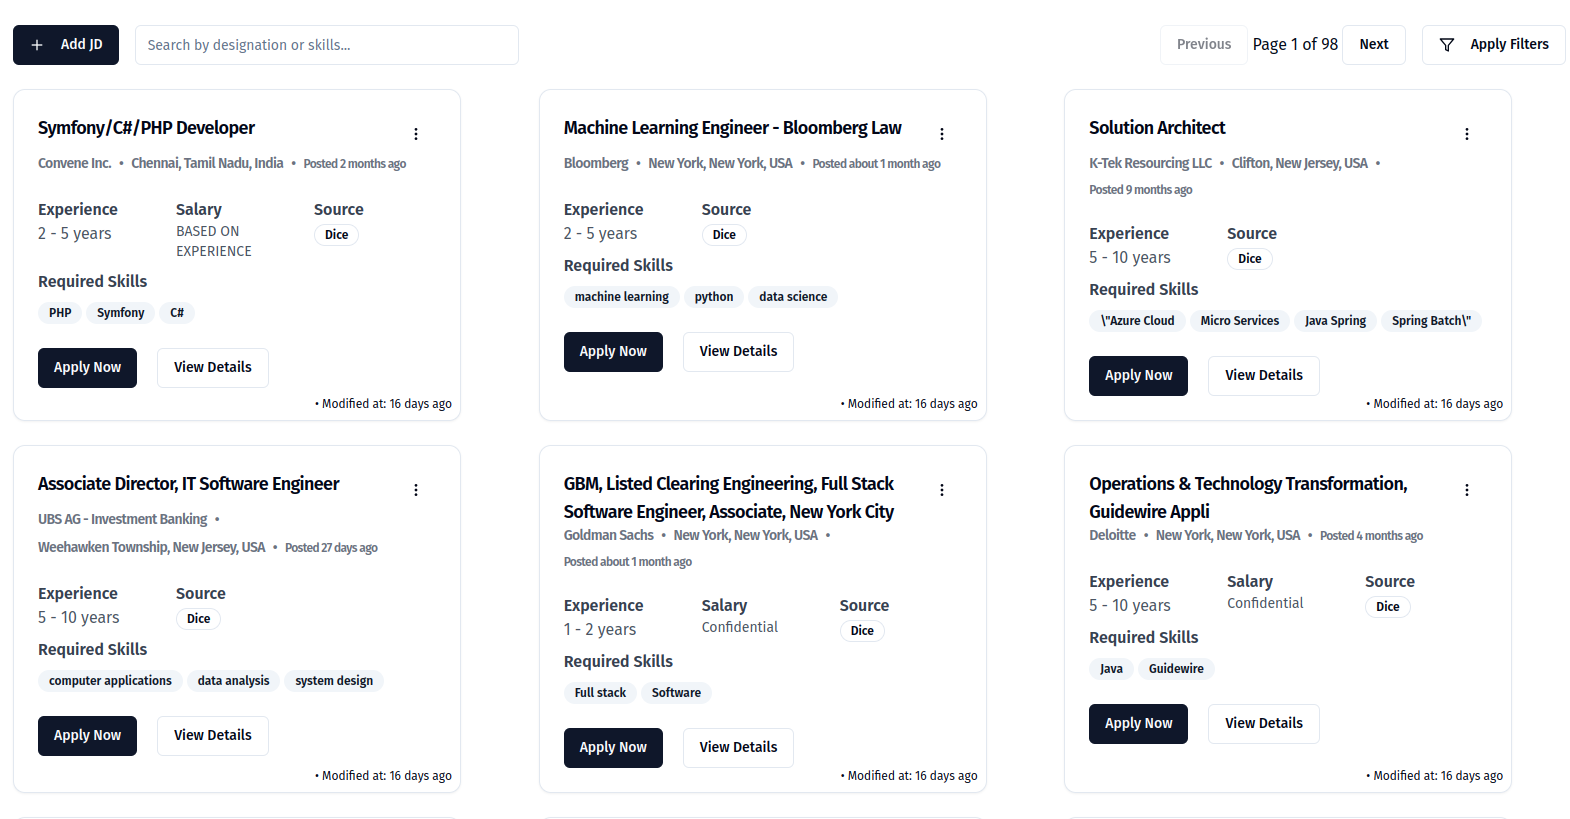 + Add JD
Search by designation or skills...
Previous Page 1 of 98 Next
Apply Filters
Symfony/C#/PHP Developer
Convene Inc. • Chennai, Tamil Nadu, India • Posted 2 months ago
Experience Salary Source
2 - 5 years BASED ON EXPERIENCE Dice
Required Skills
PHP Symfony C#
Apply Now View Details
• Modified at: 16 days ago
Machine Learning Engineer - Bloomberg Law
Bloomberg • New York, New York, USA • Posted about 1 month ago
Experience Source
2 - 5 years Dice
Required Skills
machine learning python data science
Apply Now View Details
• Modified at: 16 days ago
Solution Architect
K-Tek Resourcing LLC • Clifton, New Jersey, USA •
Posted 9 months ago
Experience Source
5 - 10 years Dice
Required Skills
\"Azure Cloud Micro Services Java Spring Spring Batch\"
Apply Now View Details
• Modified at: 16 days ago
Associate Director, IT Software Engineer
UBS AG - Investment Banking •
Weehawken Township, New Jersey, USA • Posted 27 days ago
Experience Source
5 - 10 years Dice
Required Skills
computer applications data analysis system design
Apply Now View Details
• Modified at: 16 days ago
GBM, Listed Clearing Engineering, Full Stack
Software Engineer, Associate, New York City
Goldman Sachs • New York, New York, USA •
Posted about 1 month ago
Experience Salary Source
1 - 2 years Confidential Dice
Required Skills
Full stack Software
Apply Now View Details
• Modified at: 16 days ago
Operations & Technology Transformation,
Guidewire Appli
Deloitte • New York, New York, USA • Posted 4 months ago
Experience Salary Source
5 - 10 years Confidential Dice
Required Skills
Java Guidewire
Apply Now View Details
• Modified at: 16 days ago